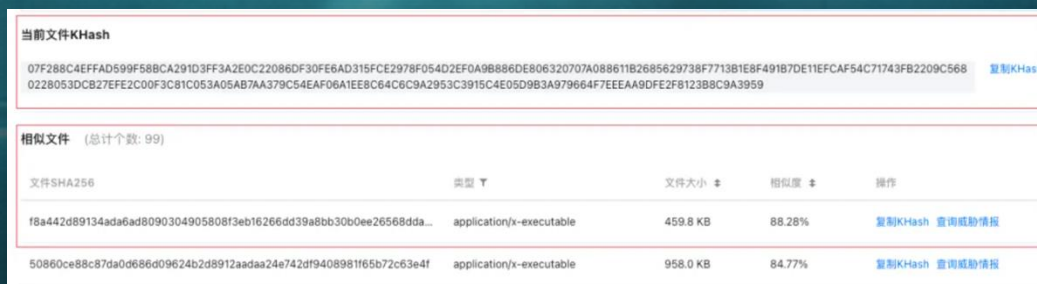 当前文件KHash
07F288C4EFFAD599F58BCA291D3FF3A2E0C22086DF30FE6AD315FCE2978F054D2EF0A9B886DE806320707A088611B2685629738F7713B1E8F491B7DE11EFCAF54C71743FB2209C568 复制KHas
0228053DCB27EFE2C00F3C81C053A05AB7AA379C54EAF06A1EE8C64C6C9A2953C3915C4E05D9B3A979664F7EEEAA9DFE2F8123B8C9A3959
相似文件 (总计个数: 99)
文件SHA256 类型 文件大小 相似度 操作
f8a442d89134ada6ad8090304905808f3eb16266dd39a8bb30b0ee26568dda... application/x-executable 459.8 KB 88.28% 复制KHash 查询威胁情报
50860ce88c87da0d686d09624b2d8912aadaa24e742df9408981f65b72c63e4f application/x-executable 958.0 KB 84.77% 复制KHash 查询威胁情报